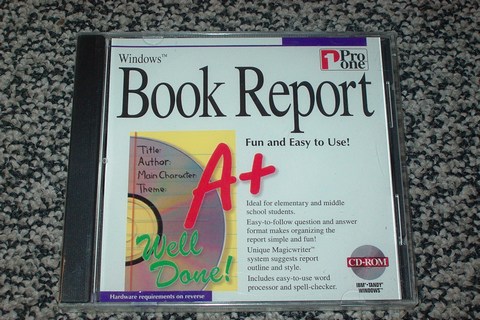 Windows™
Pro
one
Book Report
Fun and Easy to Use!
Title:
Author:
Main Character:
Theme:
A+
Well
Done!
Ideal for elementary and middle
school students.
Easy-to-follow question and answer
format makes organizing the
report simple and fun!
Unique Magicwriter™
system suggests report
outline and style.
Includes easy-to-use word
processor and spell-checker.
CD-ROM
IBM® • TANDY®
WINDOWS™
Hardware requirements on reverse